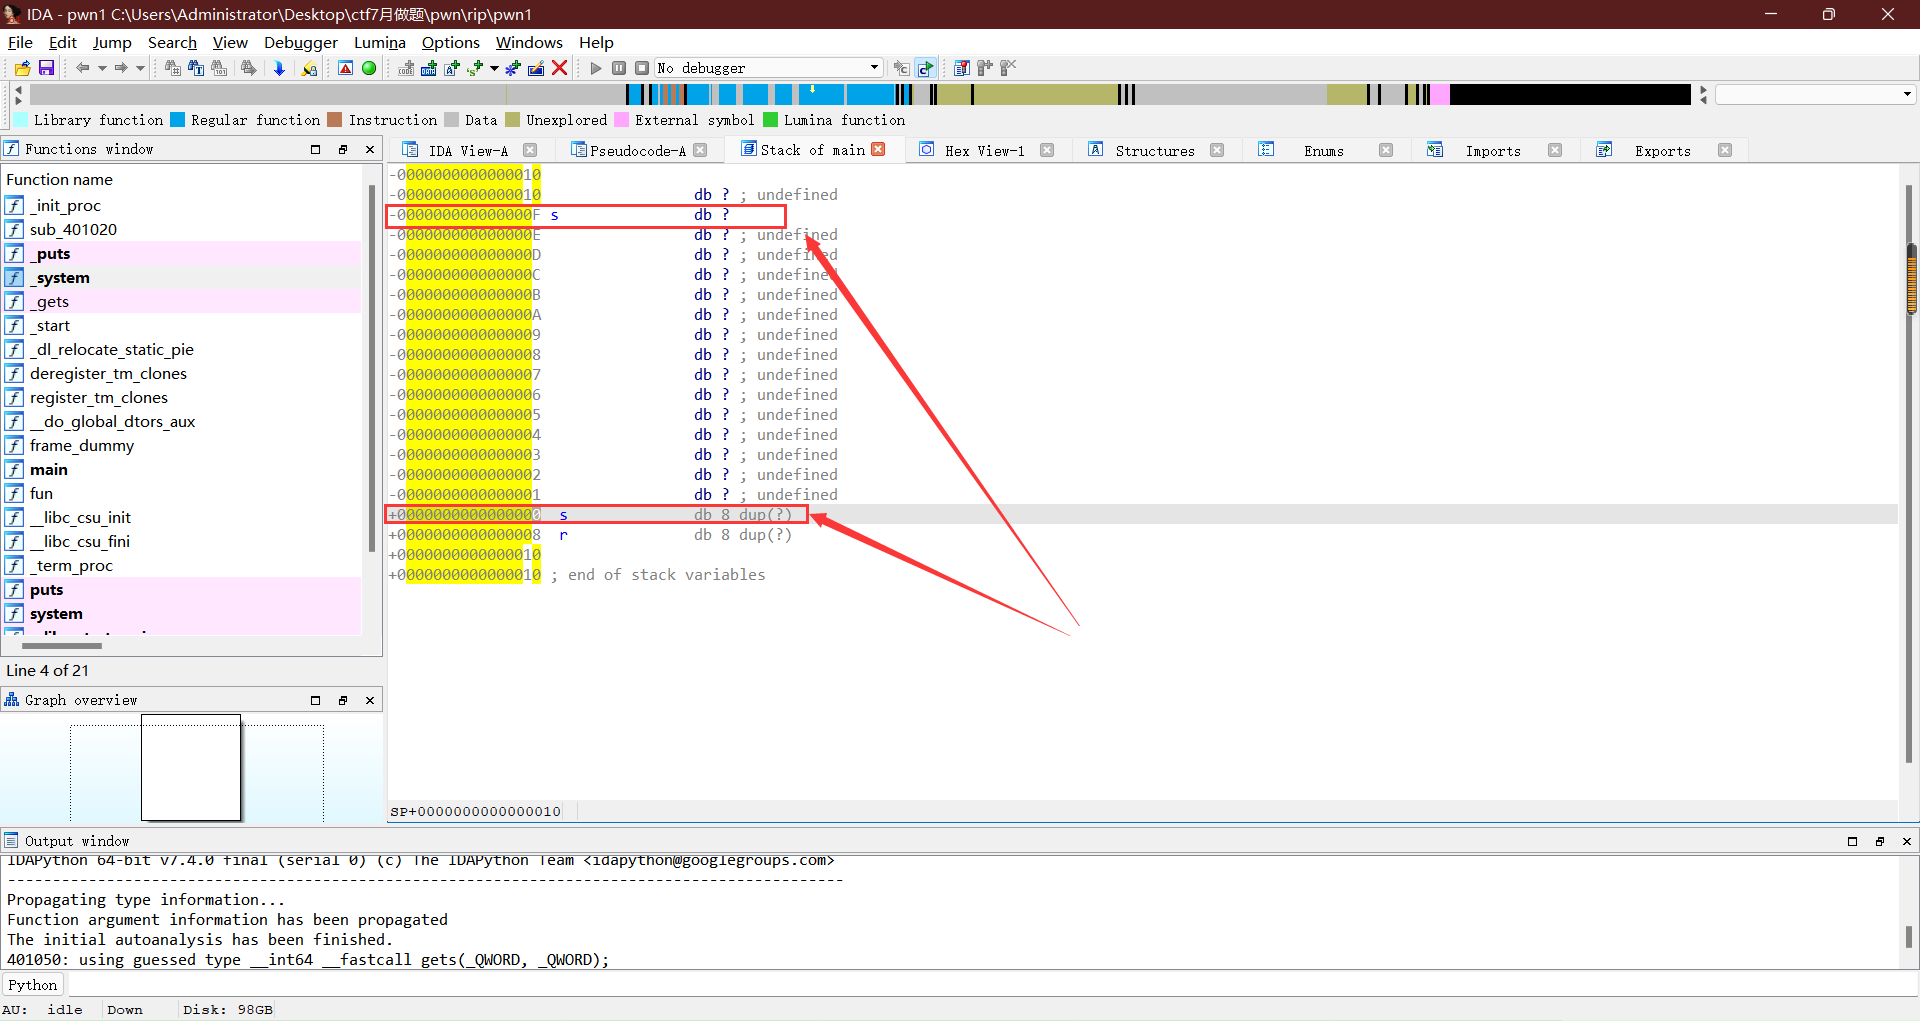 IDA - pwn1 C:\Users\Administrator\Desktop\ctf7月做题\pwn\rip\pwn1
File Edit Jump Search View Debugger Lumina Options Windows Help
No debugger
Library function Regular function Instruction Data Unexplored External symbol Lumina function
Functions window
IDA View-A Pseudocode-A Stack of main Hex View-1 Structures Enums Imports Exports
Function name
_init_proc
sub_401020
_puts
_system
_gets
_start
_dl_relocate_static_pie
deregister_tm_clones
register_tm_clones
__do_global_dtors_aux
frame_dummy
main
fun
__libc_csu_init
__libc_csu_fini
_term_proc
puts
system
Line 4 of 21
Graph overview
-0000000000000010
-0000000000000010 db ? ; undefined
-000000000000000F s db ?
-000000000000000E db ? ; undefined
-000000000000000D db ? ; undefined
-000000000000000C db ? ; undefined
-000000000000000B db ? ; undefined
-000000000000000A db ? ; undefined
-0000000000000009 db ? ; undefined
-0000000000000008 db ? ; undefined
-0000000000000007 db ? ; undefined
-0000000000000006 db ? ; undefined
-0000000000000005 db ? ; undefined
-0000000000000004 db ? ; undefined
-0000000000000003 db ? ; undefined
-0000000000000002 db ? ; undefined
-0000000000000001 db ? ; undefined
+0000000000000000 s db 8 dup(?)
+0000000000000008 r db 8 dup(?)
+0000000000000010
+0000000000000010 ; end of stack variables
SP+0000000000000010
Output window
IDAPython 64-bit v7.4.0 final (serial 0) (c) The IDAPython Team <idapython@googlegroups.com>
---------------------------------------------------------------------------------------------
Propagating type information...
Function argument information has been propagated
The initial autoanalysis has been finished.
401050: using guessed type __int64 __fastcall gets(_QWORD, _QWORD);
Python
AU: idle Down Disk: 98GB